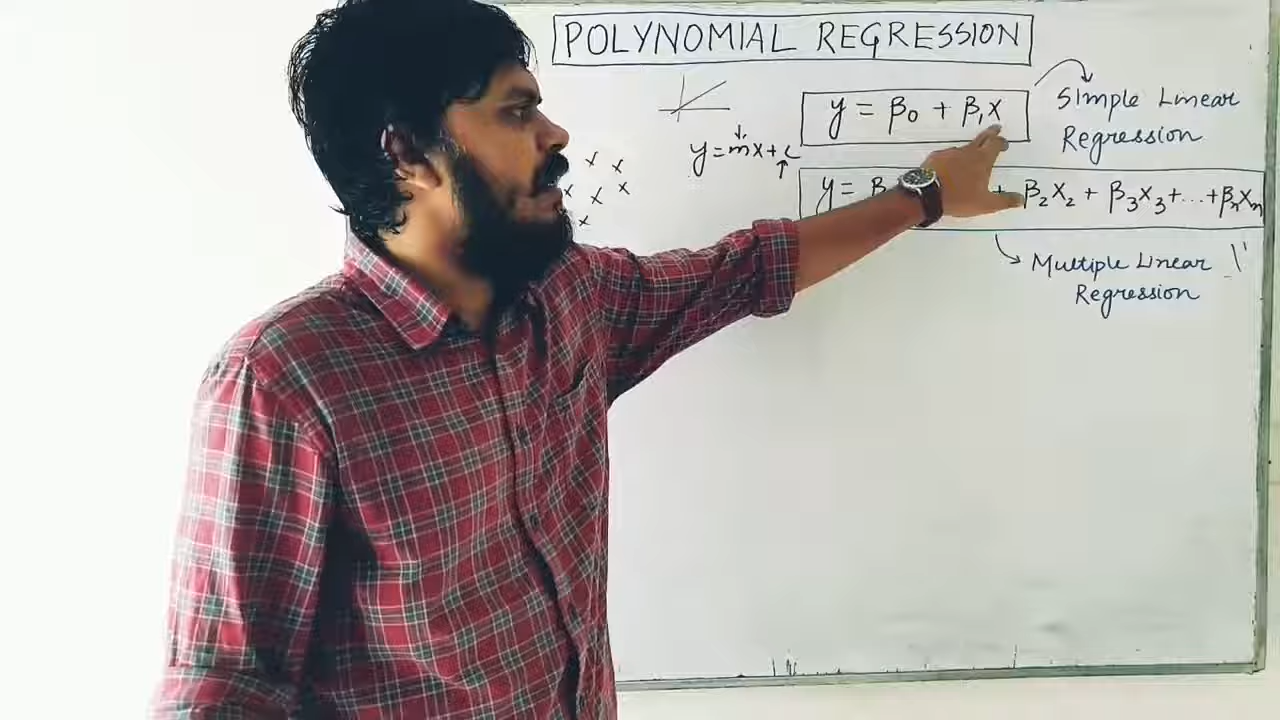 POLYNOMIAL REGRESSION
y = β₀ + β₁x
Simple Linear
Regression
y = mx + c
y = β + β₂x₂ + β₃x₃ + ... + βₙxₙ
Multiple Linear
Regression